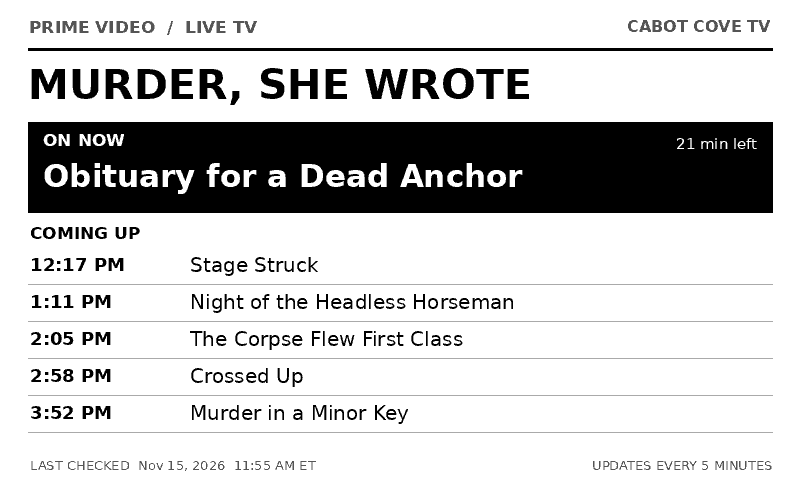 PRIME VIDEO / LIVE TV
CABOT COVE TV
MURDER, SHE WROTE
ON NOW
21 min left
Obituary for a Dead Anchor
COMING UP
12:17 PM Stage Struck
1:11 PM Night of the Headless Horseman
2:05 PM The Corpse Flew First Class
2:58 PM Crossed Up
3:52 PM Murder in a Minor Key
LAST CHECKED Nov 15, 2026 11:55 AM ET
UPDATES EVERY 5 MINUTES